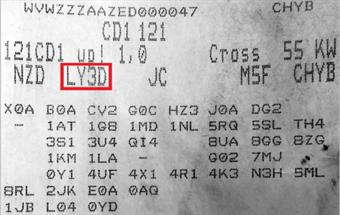 WVWZZZAAZED000047 CHYB
CD1 121
121CD1 up! 1,0 Cross 55 KW
NZD LY3D JC M5F CHYB
X0A B0A CV2 G0C HZ3 J0A DG2
- 1AT 1G8 1MD 1NL 5RQ 5SL TH4
3S1 3U4 QI4 8UA 8GG 8ZG
1KM 1LA - G02 7MJ
0Y1 4UF 4X1 4R1 4K3 N3H 5ML
8RL 2JK E0A 0AQ
1JB L04 0YD